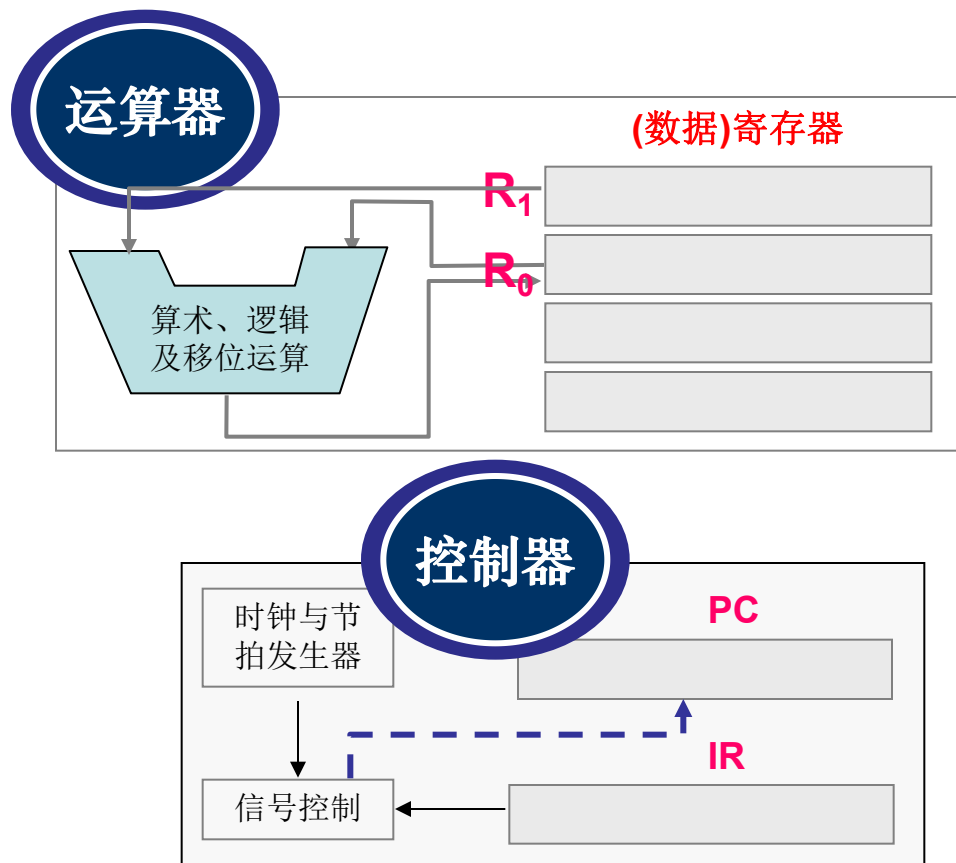 运算器
(数据)寄存器
R1
R0
算术、逻辑
及移位运算
控制器
时钟与节
拍发生器
PC
IR
信号控制